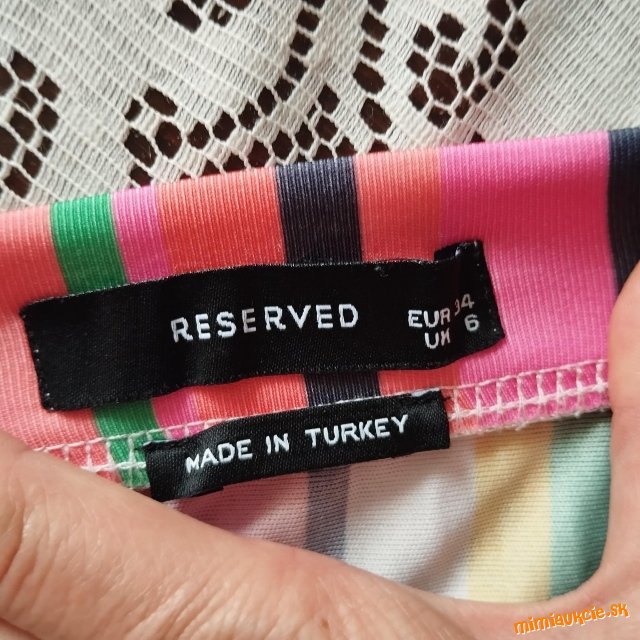 RESERVED
EUR 34
UK 6
MADE IN TURKEY
mimiaukcie.sk